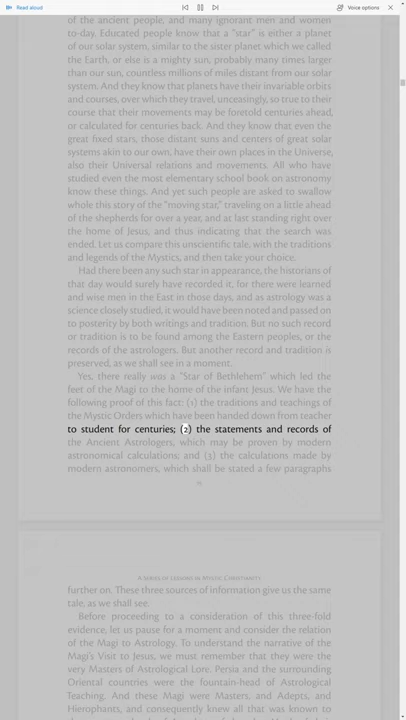 Read aloud
Voice options
of the ancient people, and many ignorant men and women
to-day. Educated people know that a "star" is either a planet
of our solar system, similar to the sister planet which we called
the Earth, or else is a mighty sun, probably many times larger
than our sun, countless millions of miles distant from our solar
system. And they know that planets have their invariable orbits
and courses, over which they travel, unceasingly, so true to their
course that their movements may be foretold centuries ahead,
or calculated for centuries back. And they know that even the
great fixed stars, those distant suns and centers of great solar
systems akin to our own, have their own places in the Universe,
also their Universal relations and movements. All who have
studied even the most elementary school book on astronomy
know these things. And yet such people are asked to swallow
whole this story of the "moving star," traveling on a little ahead
of the shepherds for over a year, and at last standing right over
the home of Jesus, and thus indicating that the search was
ended. Let us compare this unscientific tale, with the traditions
and legends of the Mystics, and then take your choice.
Had there been any such star in appearance, the historians of
that day would surely have recorded it, for there were learned
and wise men in the East in those days, and as astrology was a
science closely studied, it would have been noted and passed on
to posterity by both writings and tradition. But no such record
or tradition is to be found among the Eastern peoples, or the
records of the astrologers. But another record and tradition is
preserved, as we shall see in a moment.
Yes, there really was a "Star of Bethlehem" which led the
feet of the Magi to the home of the infant Jesus. We have the
following proof of this fact: (1) the traditions and teachings of
the Mystic Orders which have been handed down from teacher
to student for centuries; (2) the statements and records of
the Ancient Astrologers, which may be proven by modern
astronomical calculations; and (3) the calculations made by
modern astronomers, which shall be stated a few paragraphs
A Series of Lessons in Mystic Christianity
further on. These three sources of information give us the same
tale, as we shall see.
Before proceeding to a consideration of this three-fold
evidence, let us pause for a moment and consider the relation
of the Magi to Astrology. To understand the narrative of the
Magi's Visit to Jesus, we must remember that they were the
very Masters of Astrological Lore. Persia and the surrounding
Oriental countries were the fountain-head of Astrological
Teaching. And these Magi were Masters, and Adepts, and
Hierophants, and consequently knew all that was known to